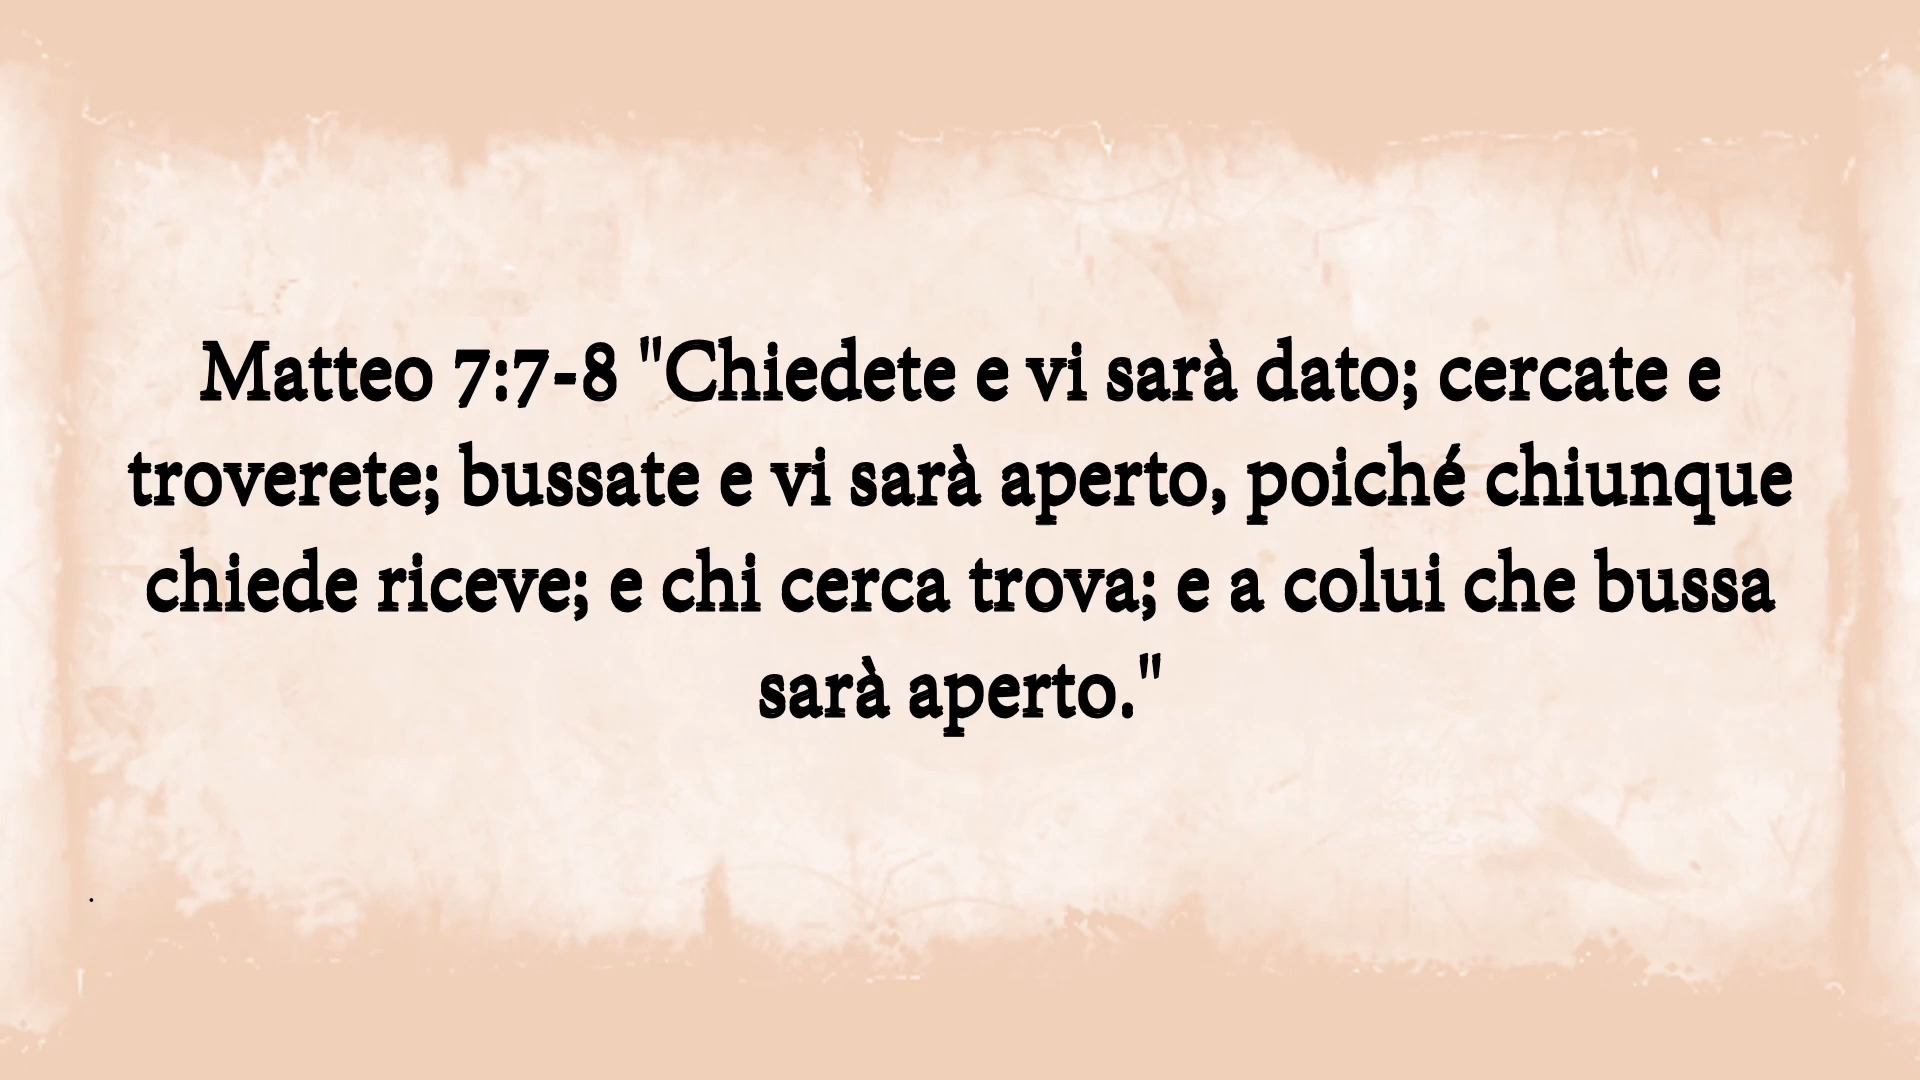 Matteo 7:7-8 "Chiedete e vi sarà dato; cercate e
troverete; bussate e vi sarà aperto, poiché chiunque
chiede riceve; e chi cerca trova; e a colui che bussa
sarà aperto."
.